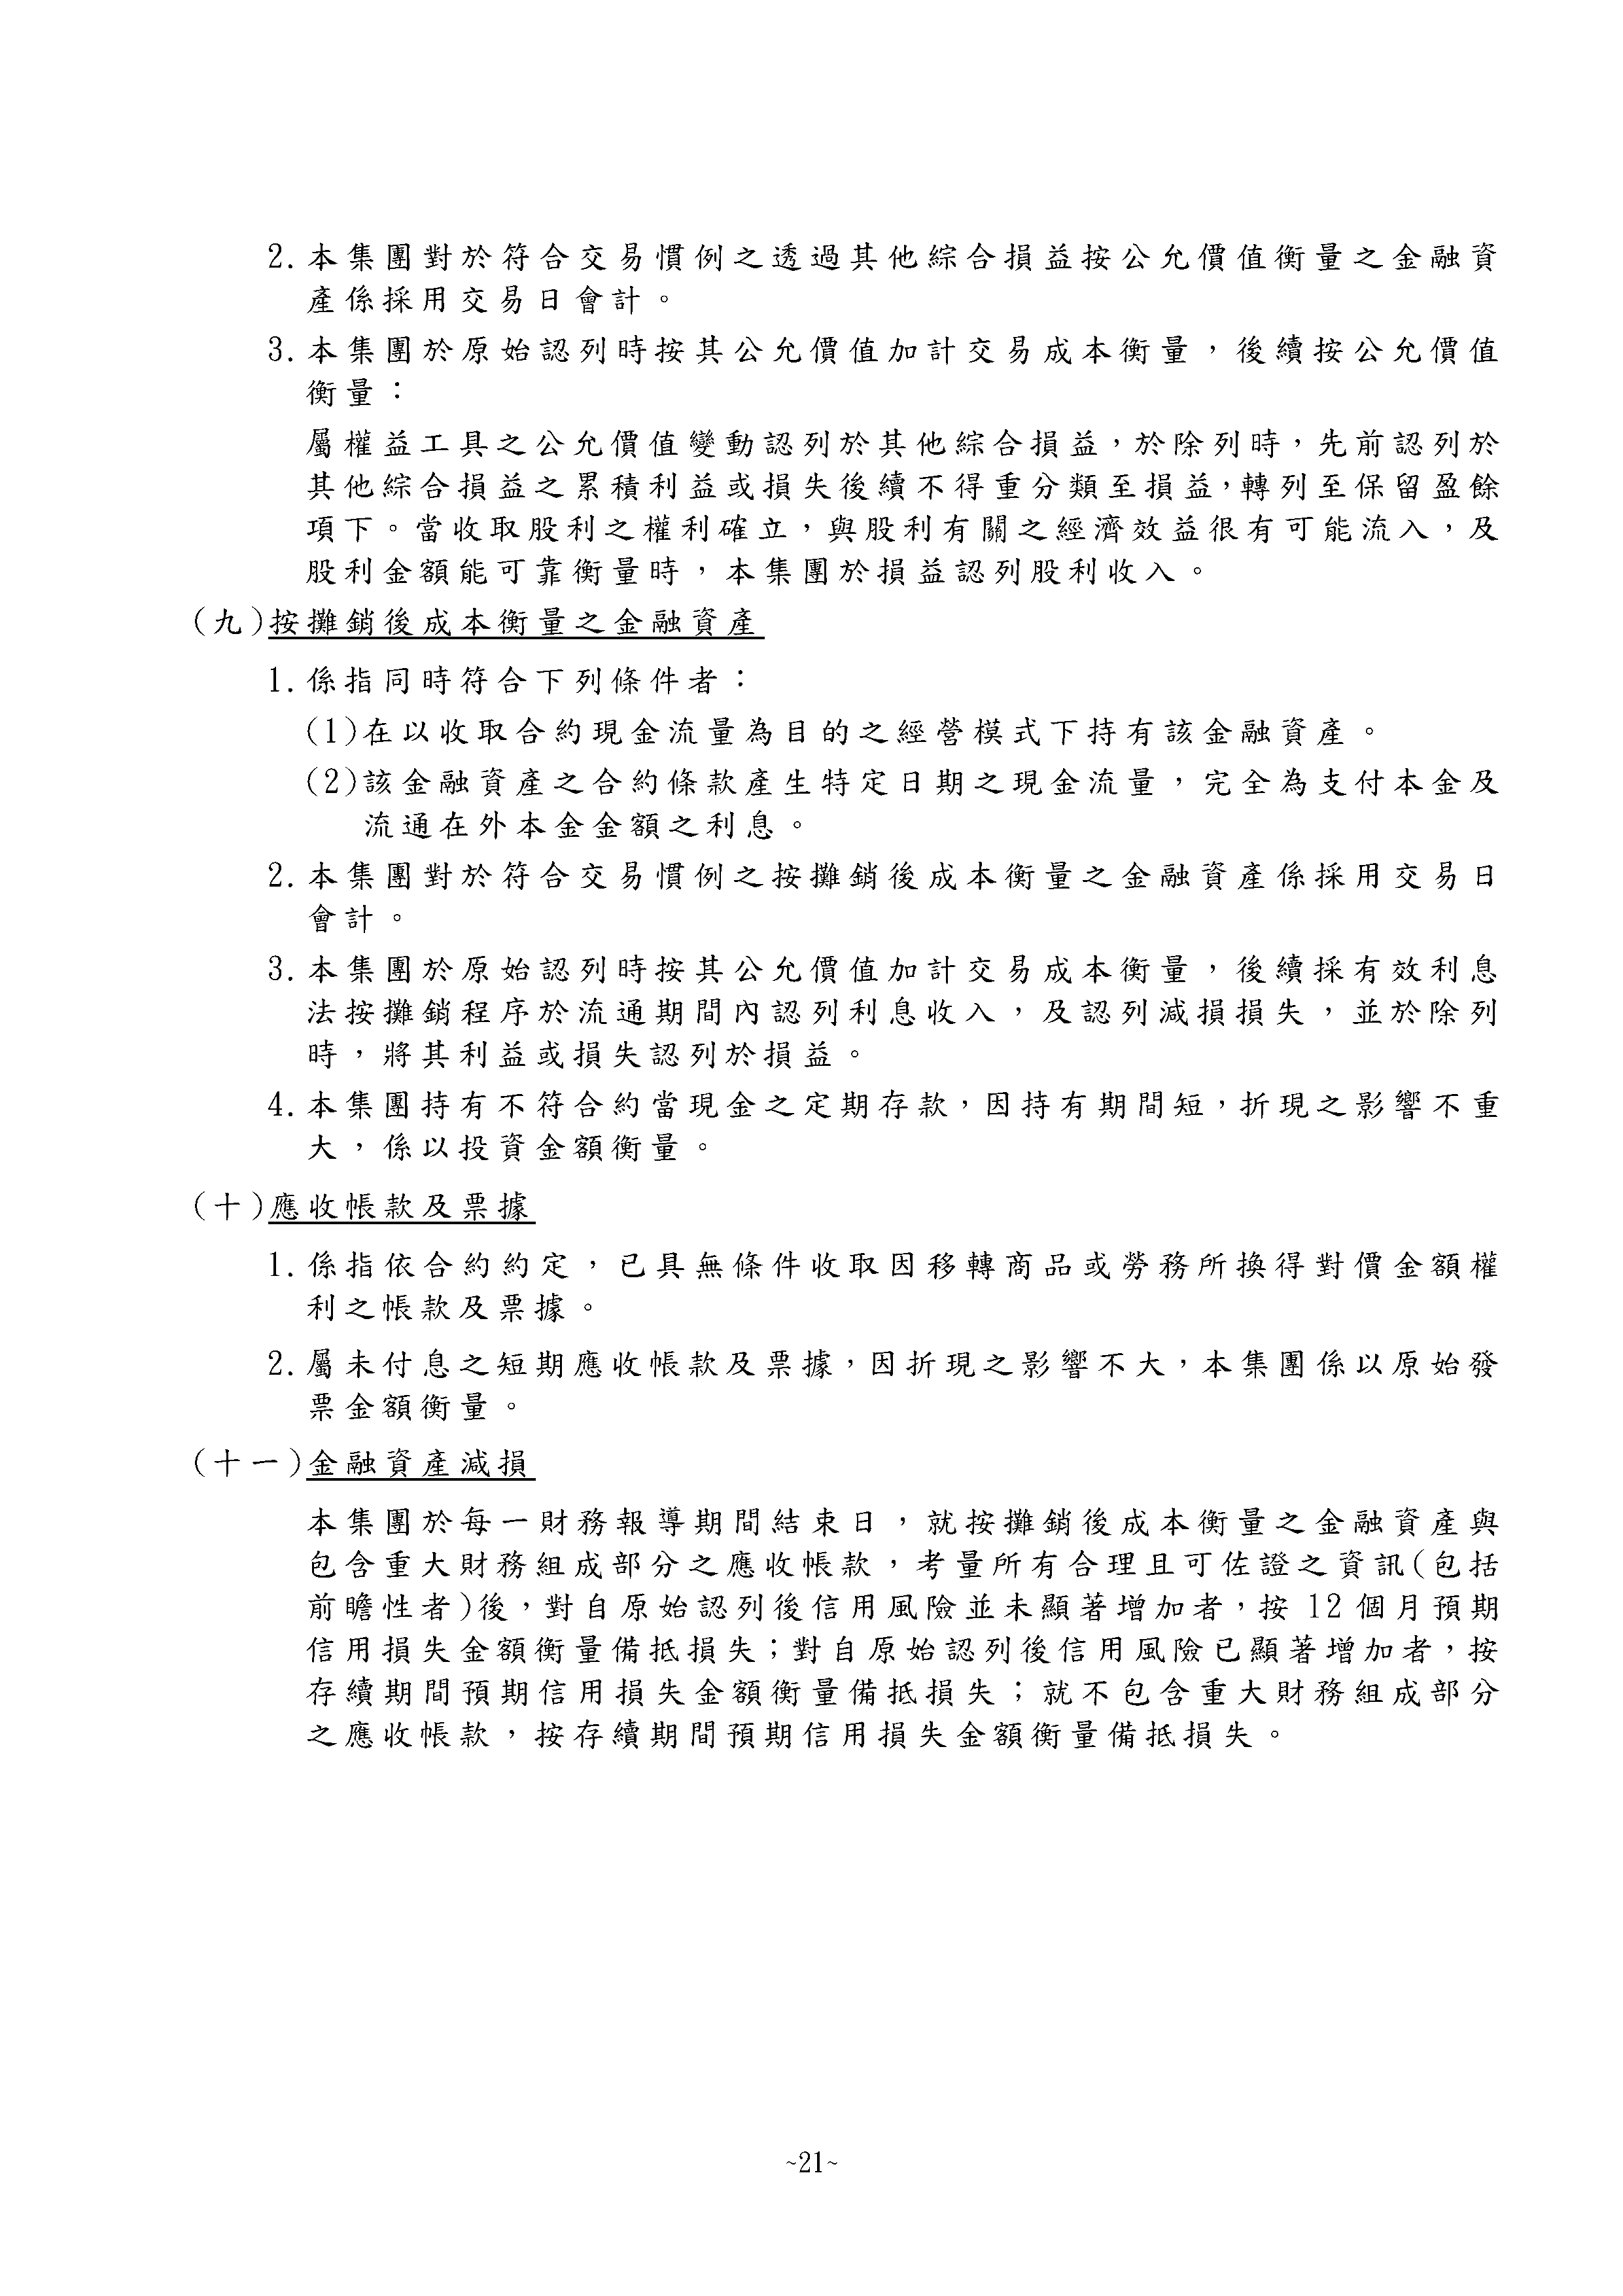 2. 本集團對於符合交易慣例之透過其他綜合損益按公允價值衡量之金融資
產係採用交易日會計。
3. 本集團於原始認列時按其公允價值加計交易成本衡量，後續按公允價值
衡量：
屬權益工具之公允價值變動認列於其他綜合損益，於除列時，先前認列於
其他綜合損益之累積利益或損失後續不得重分類至損益，轉列至保留盈餘
項下。當收取股利之權利確立，與股利有關之經濟效益很有可能流入，及
股利金額能可靠衡量時，本集團於損益認列股利收入。
(九)按攤銷後成本衡量之金融資產
1. 係指同時符合下列條件者：
(1)在以收取合約現金流量為目的之經營模式下持有該金融資產。
(2)該金融資產之合約條款產生特定日期之現金流量，完全為支付本金及
流通在外本金金額之利息。
2. 本集團對於符合交易慣例之按攤銷後成本衡量之金融資產係採用交易日
會計。
3. 本集團於原始認列時按其公允價值加計交易成本衡量，後續採有效利息
法按攤銷程序於流通期間內認列利息收入，及認列減損損失，並於除列
時，將其利益或損失認列於損益。
4. 本集團持有不符合約當現金之定期存款，因持有期間短，折現之影響不重
大，係以投資金額衡量。
(十)應收帳款及票據
1. 係指依合約約定，已具無條件收取因移轉商品或勞務所換得對價金額權
利之帳款及票據。
2. 屬未付息之短期應收帳款及票據，因折現之影響不大，本集團係以原始發
票金額衡量。
(十一)金融資產減損
本集團於每一財務報導期間結束日，就按攤銷後成本衡量之金融資產與
包含重大財務組成部分之應收帳款，考量所有合理且可佐證之資訊(包括
前瞻性者)後，對自原始認列後信用風險並未顯著增加者，按 12 個月預期
信用損失金額衡量備抵損失；對自原始認列後信用風險已顯著增加者，按
存續期間預期信用損失金額衡量備抵損失；就不包含重大財務組成部分
之應收帳款，按存續期間預期信用損失金額衡量備抵損失。
~21~